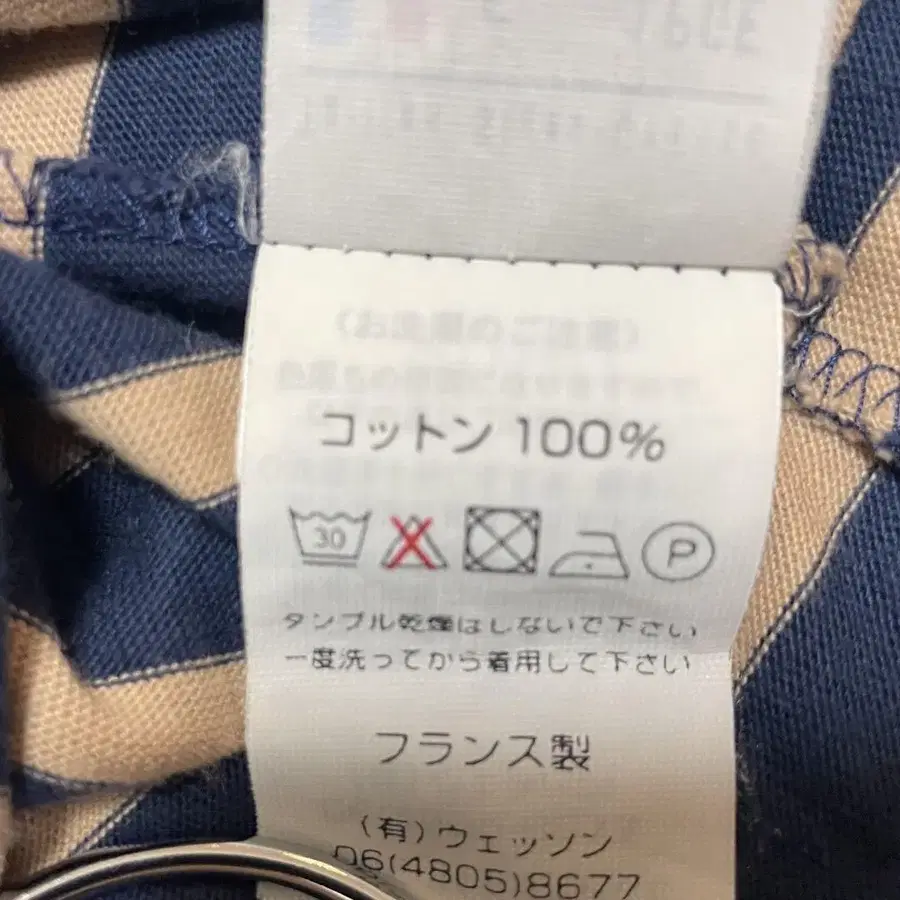 コットン 100%
30
P
タンブル乾燥はしないで下さい
一度洗ってから着用して下さい
フランス製
(有)ウェッソン
06(4805)8677